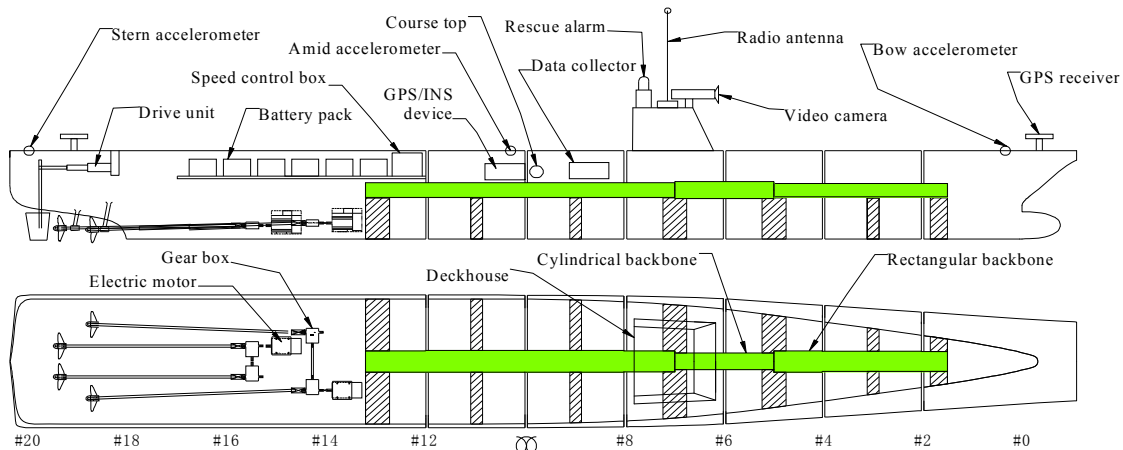 Stern accelerometer
Course top
Amid accelerometer
Speed control box
GPS/INS
device
Drive unit
Battery pack
Rescue alarm
Data collector
Radio antenna
Video camera
Bow accelerometer
GPS receiver
Gear box
Electric motor
Deckhouse
Cylindrical backbone
Rectangular backbone
#20 #18 #16 #14 #12 #8 #6 #4 #2 #0